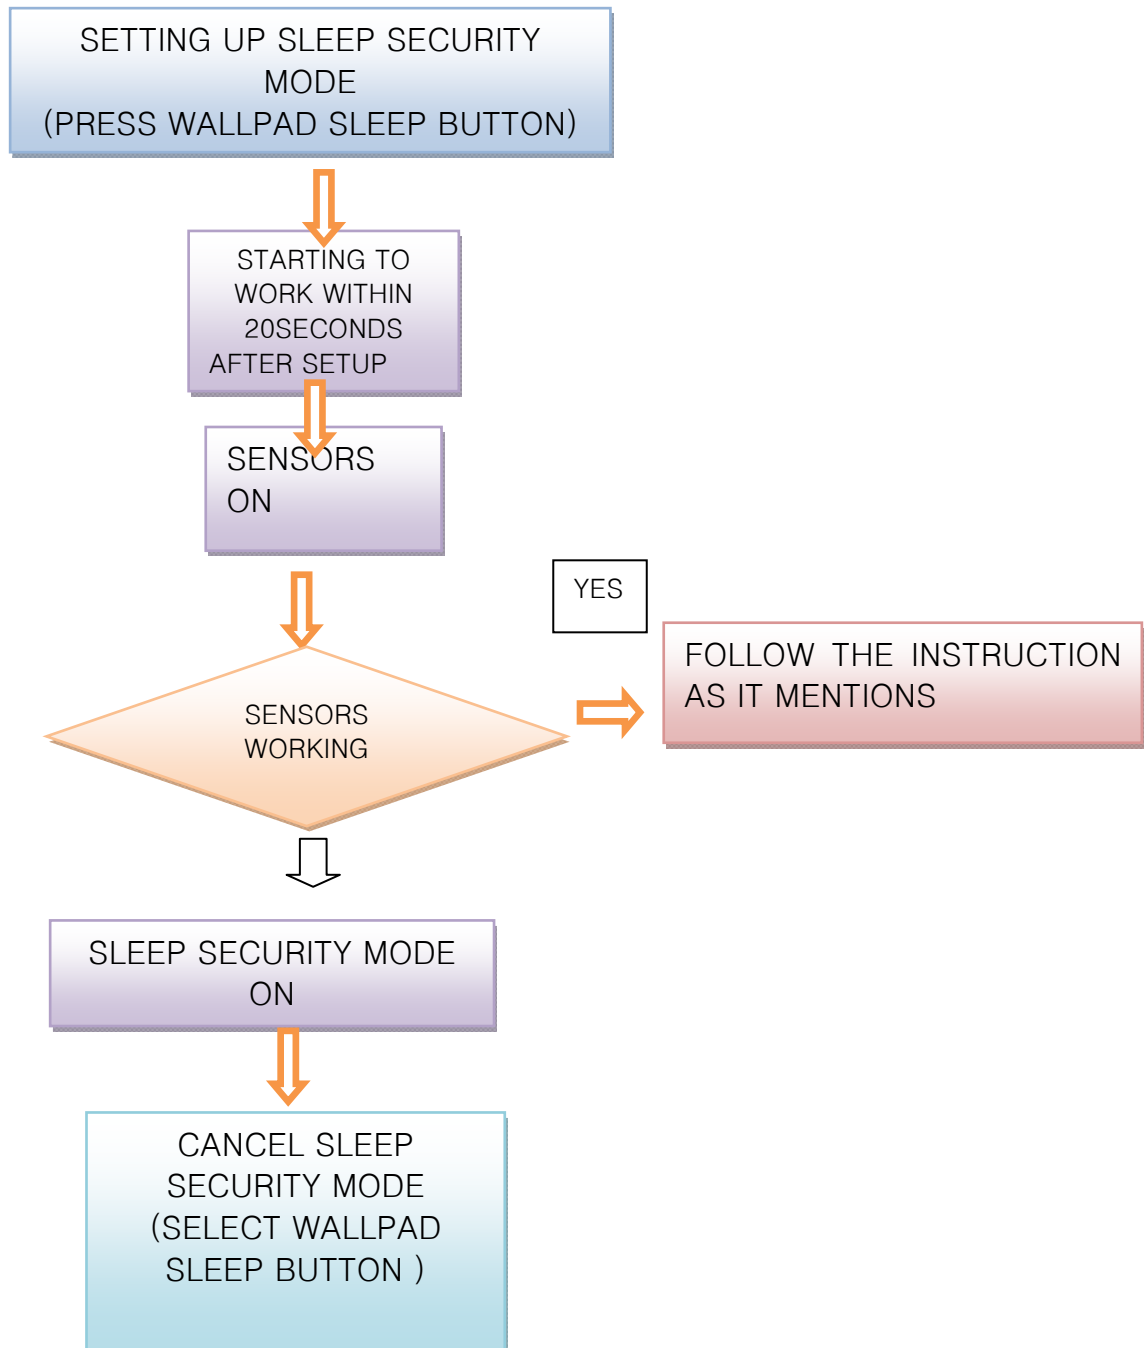 SETTING UP SLEEP SECURITY
MODE
(PRESS WALLPAD SLEEP BUTTON)
STARTING TO
WORK WITHIN
20SECONDS
AFTER SETUP
SENSORS
ON
YES
FOLLOW THE INSTRUCTION
AS IT MENTIONS
SENSORS
WORKING
SLEEP SECURITY MODE
ON
CANCEL SLEEP
SECURITY MODE
(SELECT WALLPAD
SLEEP BUTTON )